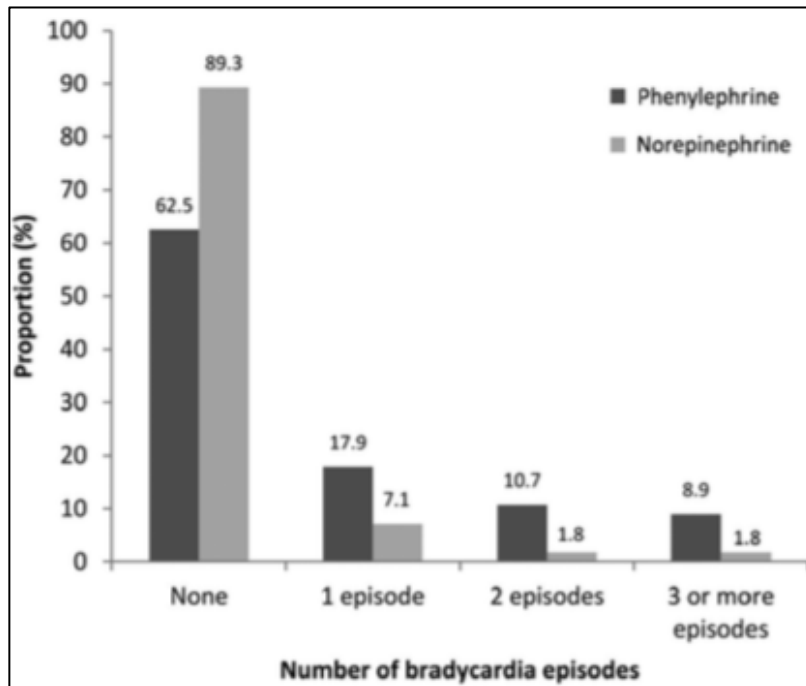 100
90
80
70
60
50
40
30
20
10
0
Proportion (%)
89.3
62.5
17.9
7.1
10.7
1.8
8.9
1.8
Phenylephrine
Norepinephrine
None
1 episode
2 episodes
3 or more
episodes
Number of bradycardia episodes